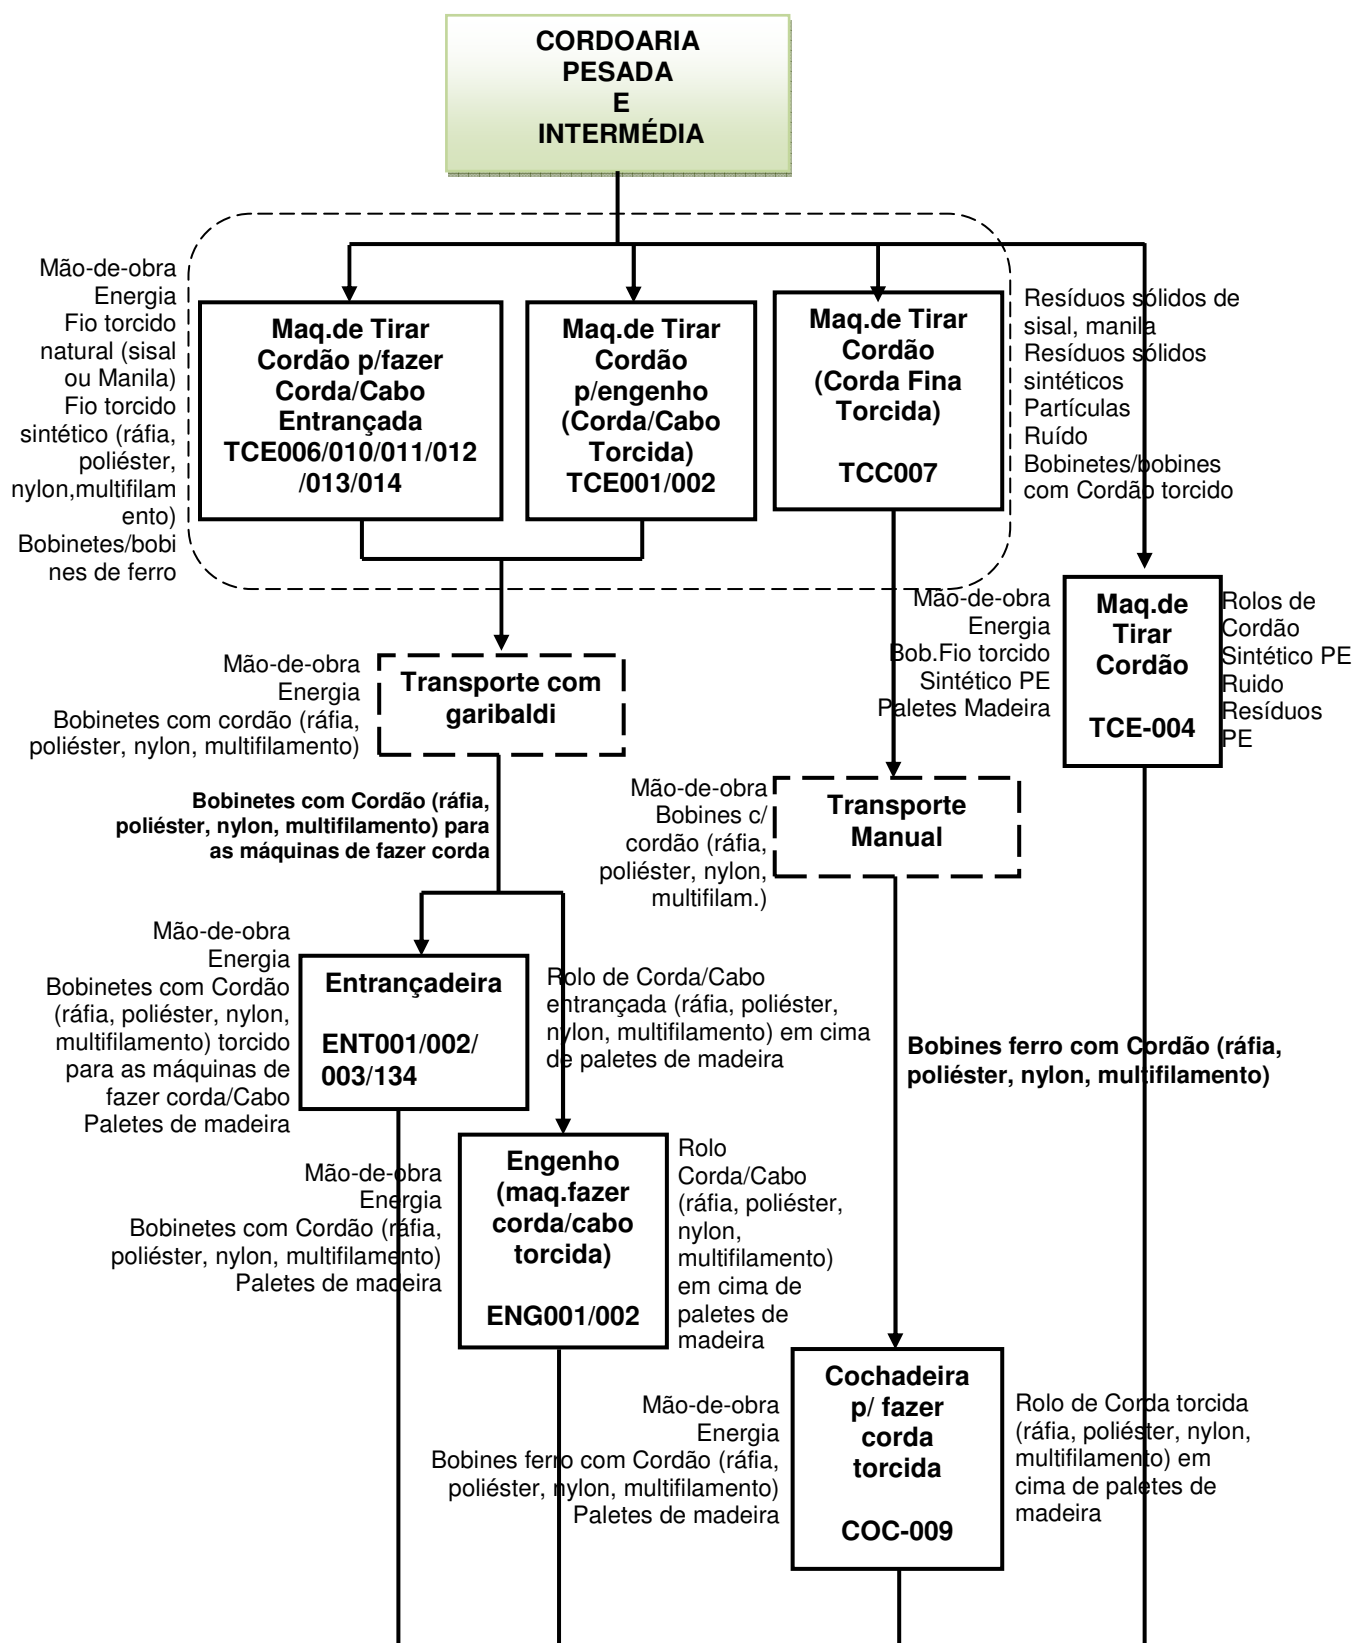 CORDOARIA
PESADA
E
INTERMÉDIA
Mão-de-obra
Energia
Fio torcido
natural (sisal
ou Manila)
Fio torcido
sintético (ráfia,
poliéster,
nylon,multifilam
ento)
Bobinetes/bobi
nes de ferro
Maq.de Tirar
Cordão p/fazer
Corda/Cabo
Entrançada
TCE006/010/011/012
/013/014
Maq.de Tirar
Cordão
p/engenho
(Corda/Cabo
Torcida)
TCE001/002
Maq.de Tirar
Cordão
(Corda Fina
Torcida)
TCC007
Resíduos sólidos de
sisal, manila
Resíduos sólidos
sintéticos
Partículas
Ruído
Bobinetes/bobines
com Cordão torcido
Mão-de-obra
Energia
Bob.Fio torcido
Sintético PE
Paletes Madeira
Maq.de
Tirar
Cordão
TCE-004
Rolos de
Cordão
Sintético PE
Ruido
Resíduos
PE
Mão-de-obra
Energia
Bobinetes com cordão (ráfia,
poliéster, nylon, multifilamento)
Transporte com
garibaldi
Bobinetes com Cordão (ráfia,
poliéster, nylon, multifilamento) para
as máquinas de fazer corda
Mão-de-obra
Bobines c/
cordão (ráfia,
poliéster, nylon,
multifilam.)
Transporte
Manual
Mão-de-obra
Energia
Bobinetes com Cordão
(ráfia, poliéster, nylon,
multifilamento) torcido
para as máquinas de
fazer corda/Cabo
Paletes de madeira
Entrançadeira
ENT001/002/
003/134
Rolo de Corda/Cabo
entrançada (ráfia, poliéster,
nylon, multifilamento) em cima
de paletes de madeira
Bobines ferro com Cordão (ráfia,
poliéster, nylon, multifilamento)
Mão-de-obra
Energia
Bobinetes com Cordão (ráfia,
poliéster, nylon, multifilamento)
Paletes de madeira
Engenho
(maq.fazer
corda/cabo
torcida)
ENG001/002
Rolo
Corda/Cabo
(ráfia, poliéster,
nylon,
multifilamento)
em cima de
paletes de
madeira
Mão-de-obra
Energia
Bobines ferro com Cordão (ráfia,
poliéster, nylon, multifilamento)
Paletes de madeira
Cochadeira
p/ fazer
corda
torcida
COC-009
Rolo de Corda torcida
(ráfia, poliéster, nylon,
multifilamento) em
cima de paletes de
madeira